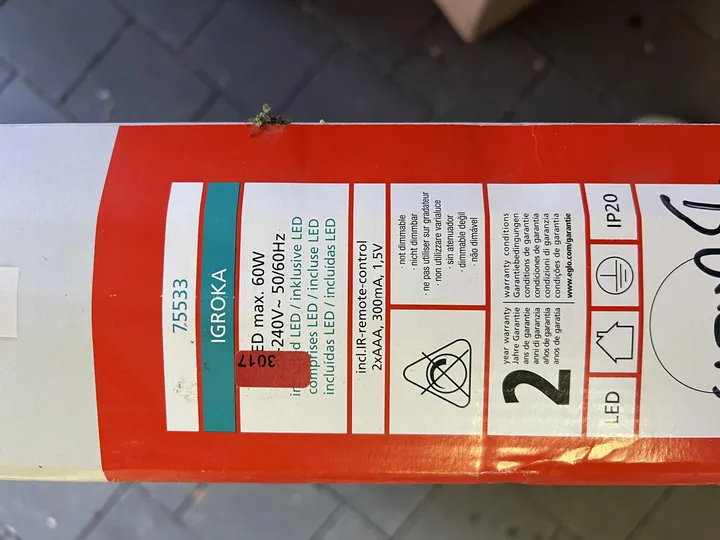 75533
IGROKA
ED max. 60W
240V~ 50/60Hz
3017
LED / inklusive LED
comprises LED / incluse LED
incluidas LED / incluídas LED
incl.IR-remote-control
2xAAA, 300mA, 1,5V
· not dimmable
· nicht dimmbar
· ne pas utiliser sur gradateur
· non utilizzare varialuce
· sin atenuador
· dimmable değil
· não dimável
2
year warranty
Jahre Garantie
ans de garantie
anni di garanzia
años de garantía
anos de garatia
warranty conditions
Garantiebedingungen
conditions de garantie
condiciones de garantia
condizioni di garanzia
condições de garantia
www.eglo.com/garantie
LED
IP20